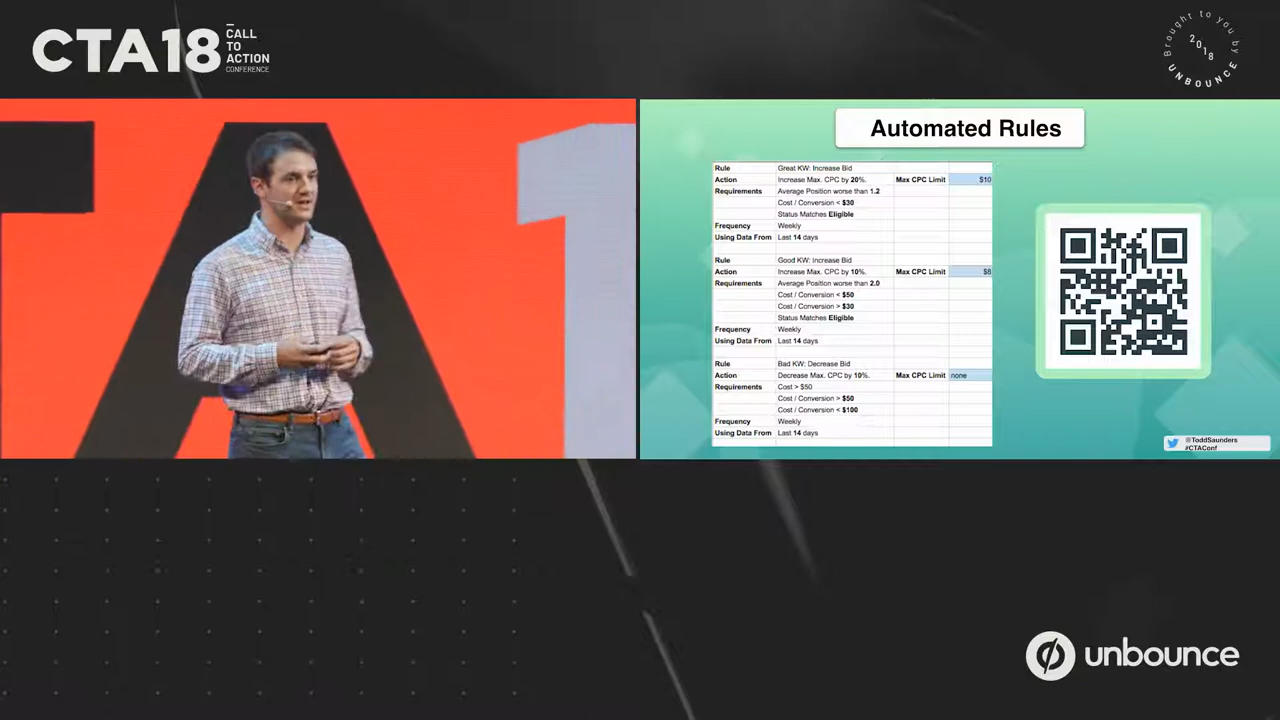 CTA18
CALL
TO
ACTION
CONFERENCE
Brought to you by
2018
UNBOUNCE
TA1
Automated Rules
Rule Great KW: Increase Bid
Action Increase Max. CPC by 20%. Max CPC Limit $10
Requirements Average Position worse than 1.2
Cost / Conversion < $30
Status Matches Eligible
Frequency Weekly
Using Data From Last 14 days
Rule Good KW: Increase Bid
Action Increase Max. CPC by 10%. Max CPC Limit $8
Requirements Average Position worse than 2.0
Cost / Conversion < $50
Cost / Conversion > $30
Status Matches Eligible
Frequency Weekly
Using Data From Last 14 days
Rule Bad KW: Decrease Bid
Action Decrease Max. CPC by 10%. Max CPC Limit none
Requirements Cost > $50
Cost / Conversion > $50
Cost / Conversion < $100
Frequency Weekly
Using Data From Last 14 days
@ToddSaunders
#CTAConf
unbounce